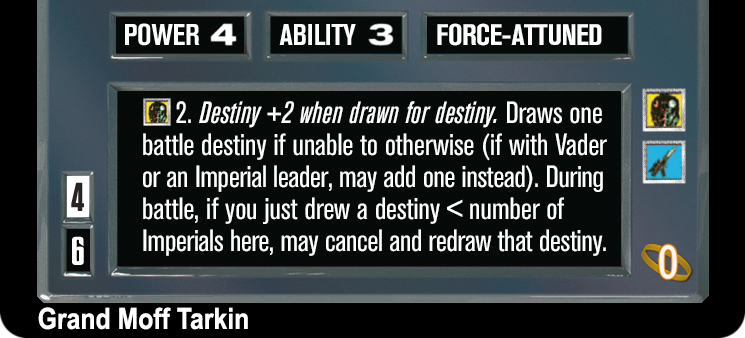 POWER 4 ABILITY 3 FORCE-ATTUNED
2. Destiny +2 when drawn for destiny. Draws one
battle destiny if unable to otherwise (if with Vader
or an Imperial leader, may add one instead). During
battle, if you just drew a destiny < number of
Imperials here, may cancel and redraw that destiny.
4
6
0
Grand Moff Tarkin